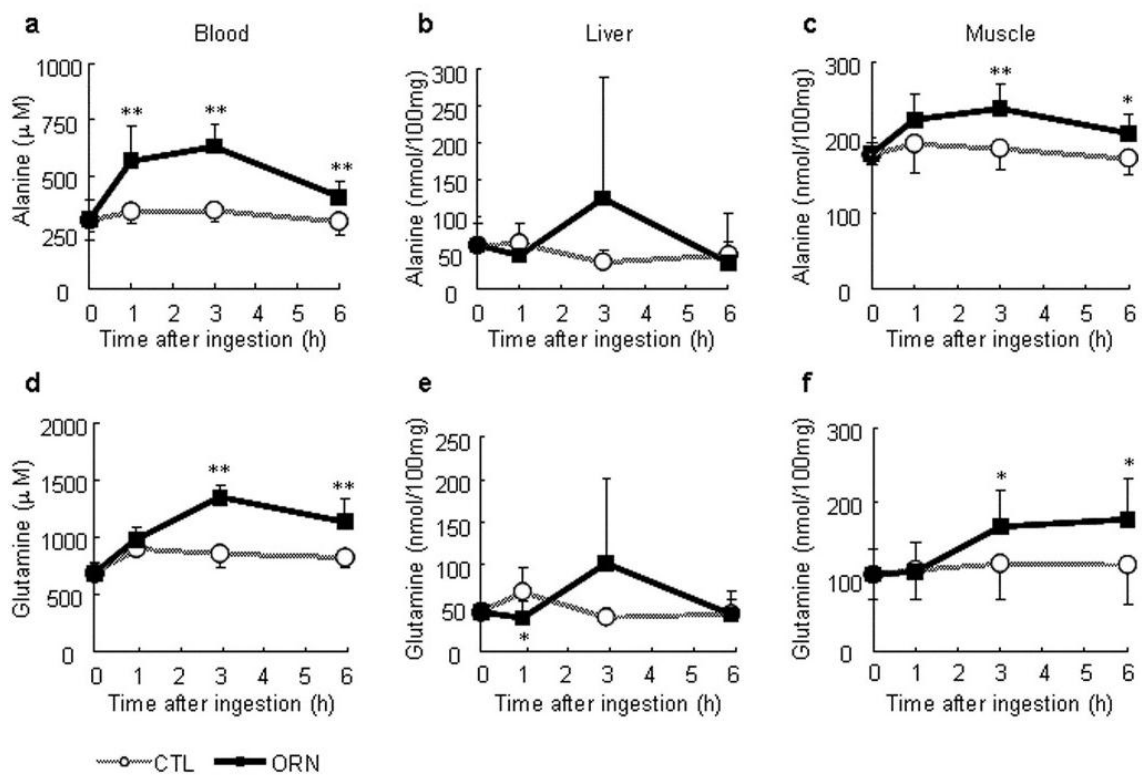 a Blood
b Liver
c Muscle
Alanine (μM)
1000
750
500
250
0
** ** **
0 1 2 3 4 5 6
Time after ingestion (h)
Alanine (nmol/100mg)
300
250
200
150
100
50
0
0 1 2 3 4 5 6
Time after ingestion (h)
Alanine (nmol/100mg)
300
200
100
0
** *
0 1 2 3 4 5 6
Time after ingestion (h)
d
Glutamine (μM)
2000
1500
1000
500
0
** **
0 1 2 3 4 5 6
Time after ingestion (h)
e
Glutamine (nmol/100mg)
250
200
150
100
50
0
*
0 1 2 3 4 5 6
Time after ingestion (h)
f
Glutamine (nmol/100mg)
300
200
100
0
* *
0 1 2 3 4 5 6
Time after ingestion (h)
CTL ORN